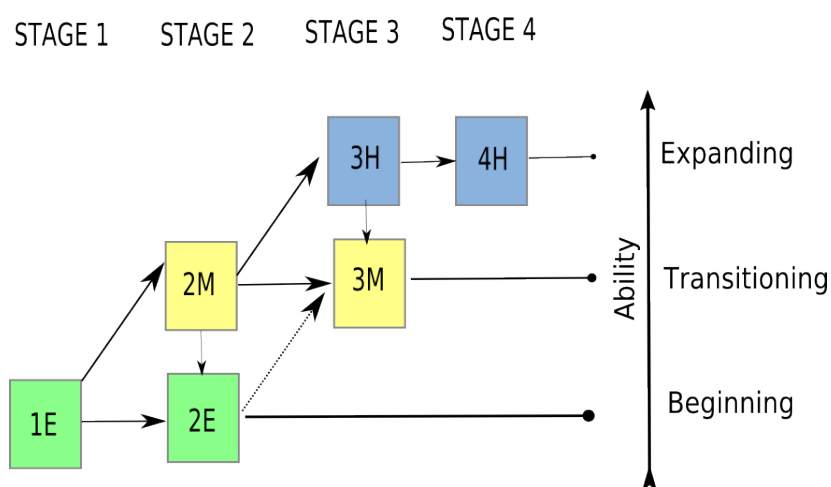 STAGE 1
STAGE 2
STAGE 3
STAGE 4
3H
4H
Expanding
2M
3M
Ability
Transitioning
1E
2E
Beginning